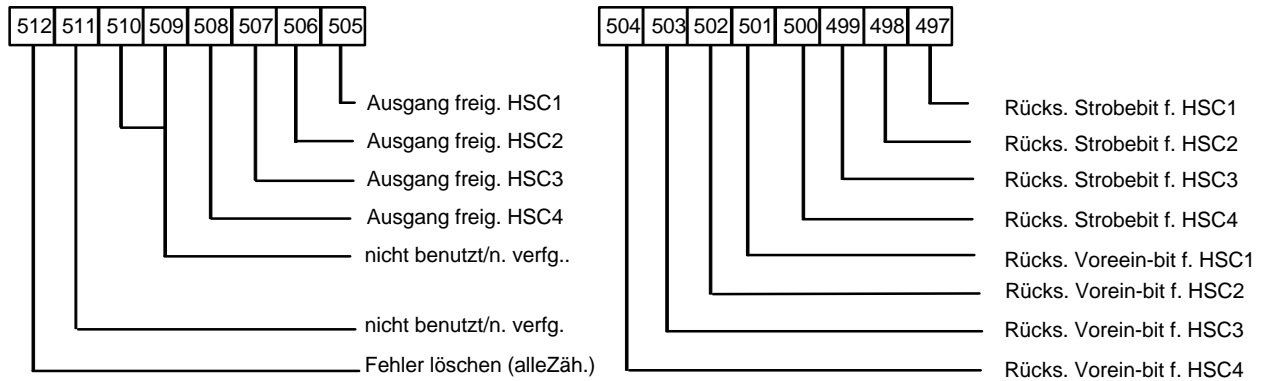 512 511 510 509 508 507 506 505
Ausgang freig. HSC1
Ausgang freig. HSC2
Ausgang freig. HSC3
Ausgang freig. HSC4
nicht benutzt/n. verfg..
nicht benutzt/n. verfg.
Fehler löschen (alleZäh.)
504 503 502 501 500 499 498 497
Rücks. Strobebit f. HSC1
Rücks. Strobebit f. HSC2
Rücks. Strobebit f. HSC3
Rücks. Strobebit f. HSC4
Rücks. Voreein-bit f. HSC1
Rücks. Vorein-bit f. HSC2
Rücks. Vorein-bit f. HSC3
Rücks. Vorein-bit f. HSC4